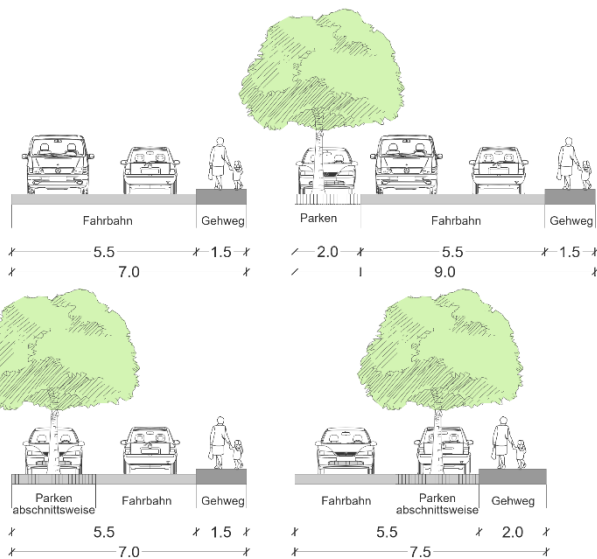 Fahrbahn
Gehweg
5.5
1.5
7.0
Parken
Fahrbahn
Gehweg
2.0
5.5
1.5
9.0
Parken
abschnittsweise
Fahrbahn
Gehweg
5.5
1.5
7.0
Fahrbahn
Parken
abschnittsweise
Gehweg
5.5
2.0
7.5